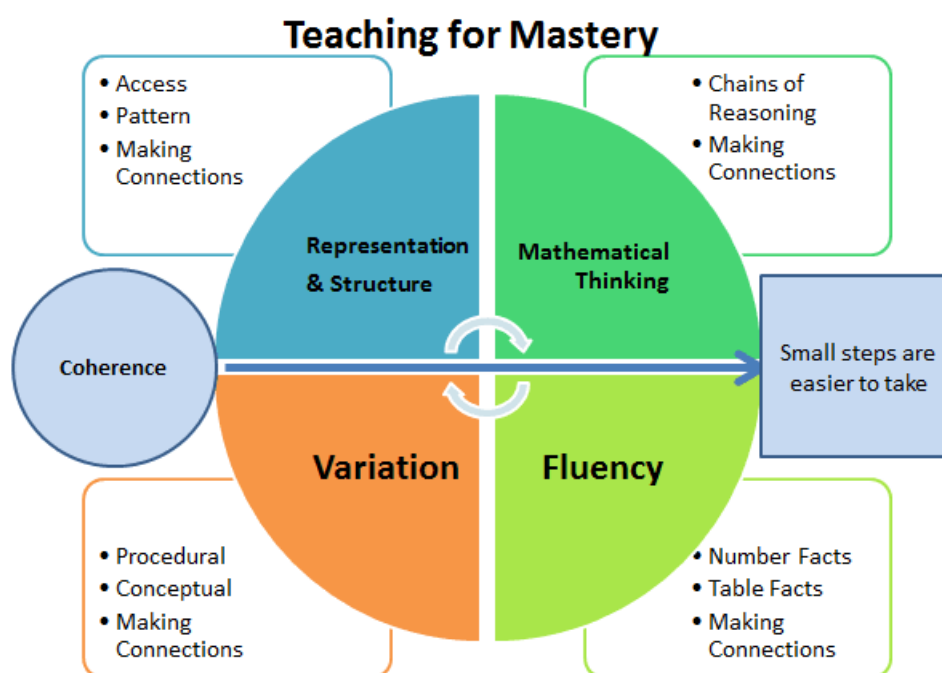 Teaching for Mastery
• Access
• Pattern
• Making
Connections
• Chains of
Reasoning
• Making
Connections
Representation
& Structure
Mathematical
Thinking
Coherence
Small steps are
easier to take
Variation
Fluency
• Procedural
• Conceptual
• Making
Connections
• Number Facts
• Table Facts
• Making
Connections